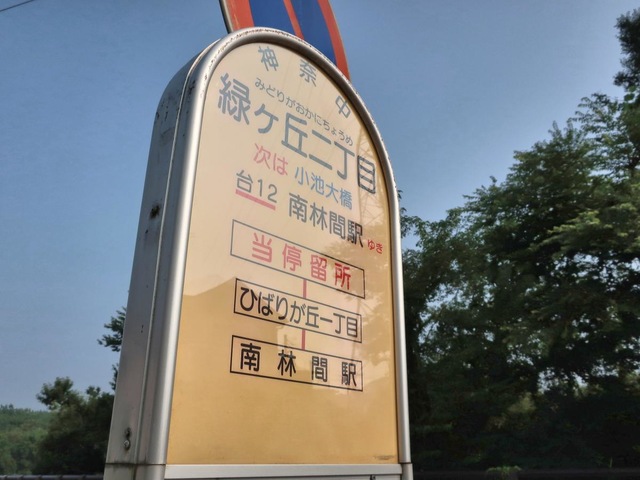 神奈中
みどりがおかにちょうめ
緑ヶ丘二丁目
次は 小池大橋
台12 南林間駅 ゆき
当停留所
ひばりが丘一丁目
南林間駅